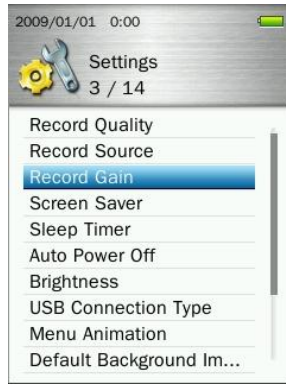 2009/01/01 0:00
Settings
3 / 14
Record Quality
Record Source
Record Gain
Screen Saver
Sleep Timer
Auto Power Off
Brightness
USB Connection Type
Menu Animation
Default Background Im...